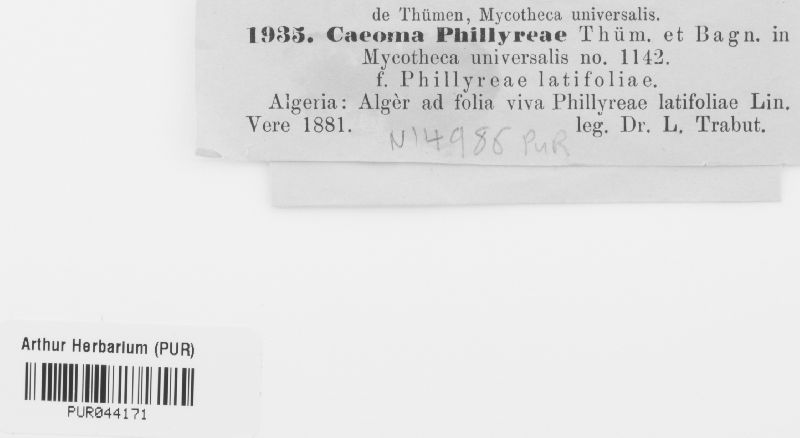 de Thümen, Mycotheca universalis.
1935. Caeoma Phillyreae Thüm. et Bagn. in
Mycotheca universalis no. 1142.
f. Phillyreae latifoliae.
Algeria: Algèr ad folia viva Phillyreae latifoliae Lin.
Vere 1881. leg. Dr. L. Trabut.
N14986 PUR
Arthur Herbarium (PUR)
PUR044171